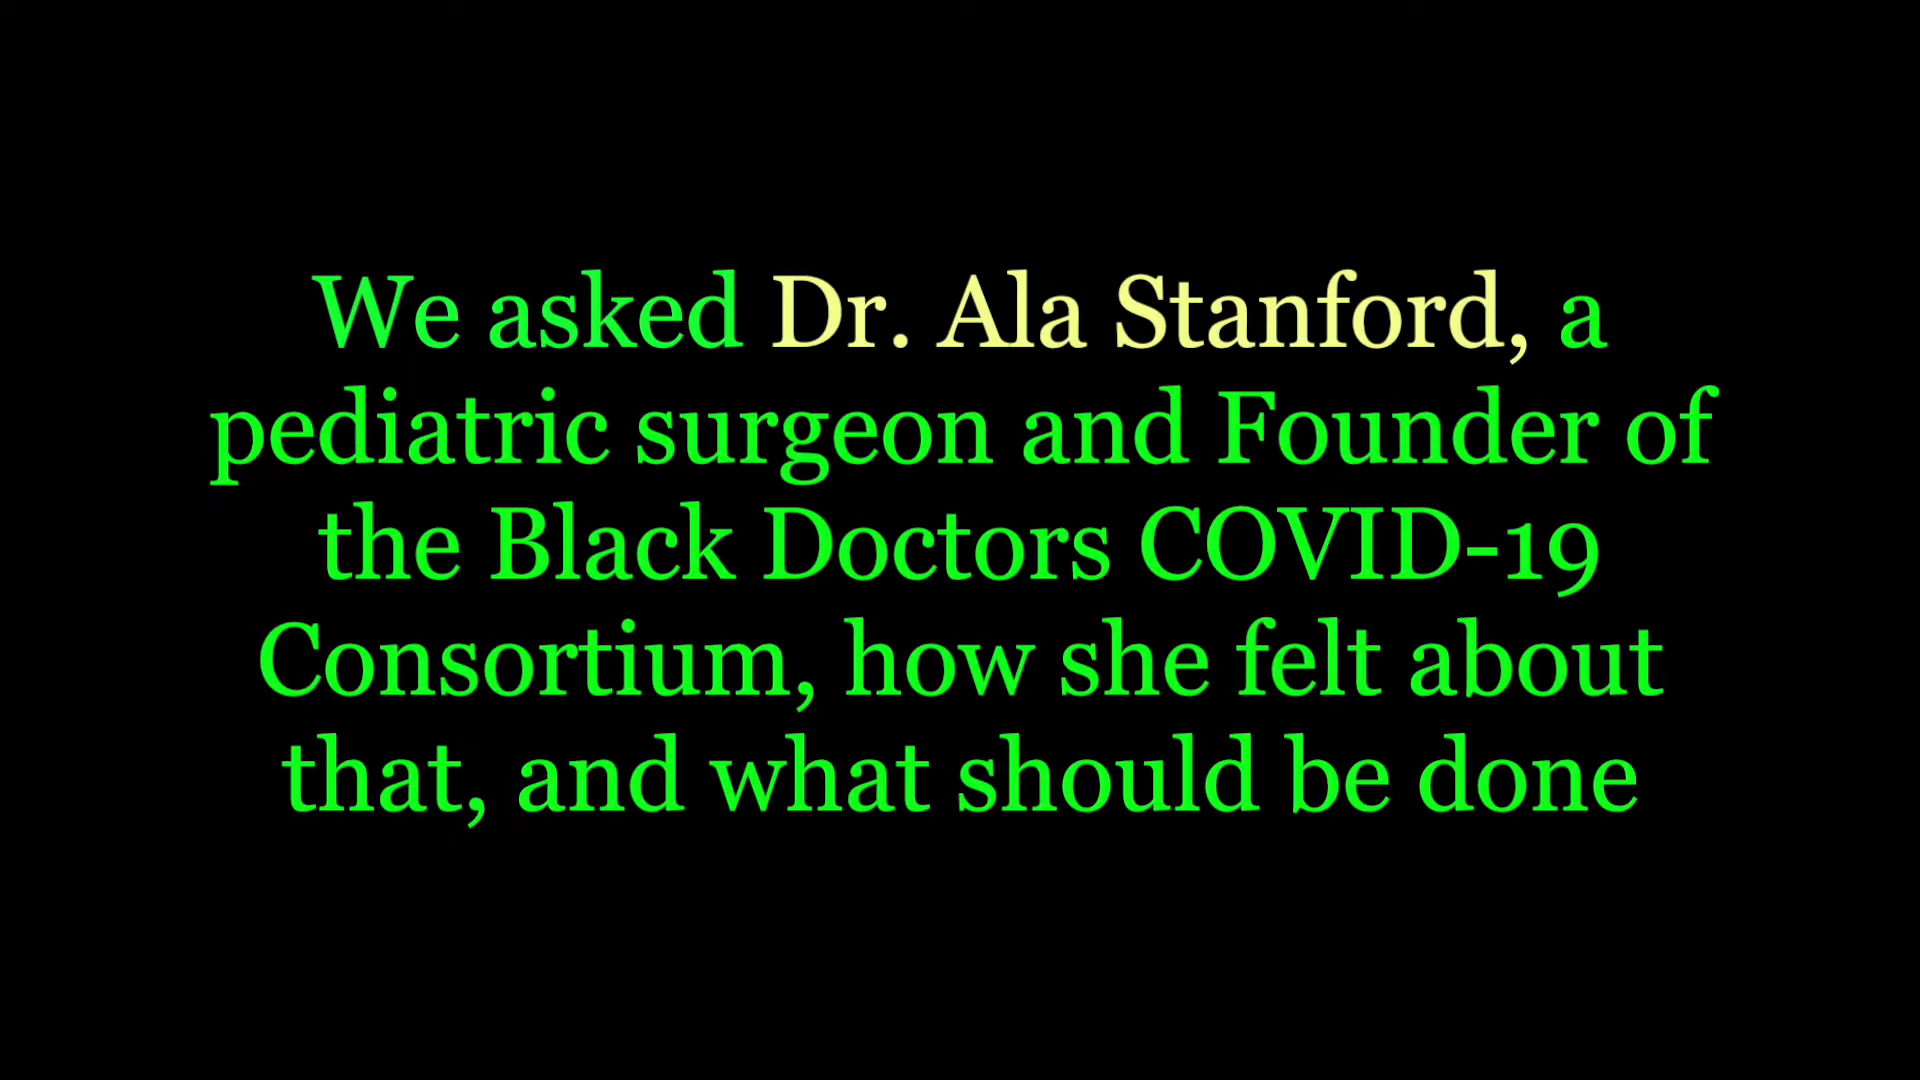 We asked Dr. Ala Stanford, a
pediatric surgeon and Founder of
the Black Doctors COVID-19
Consortium, how she felt about
that, and what should be done